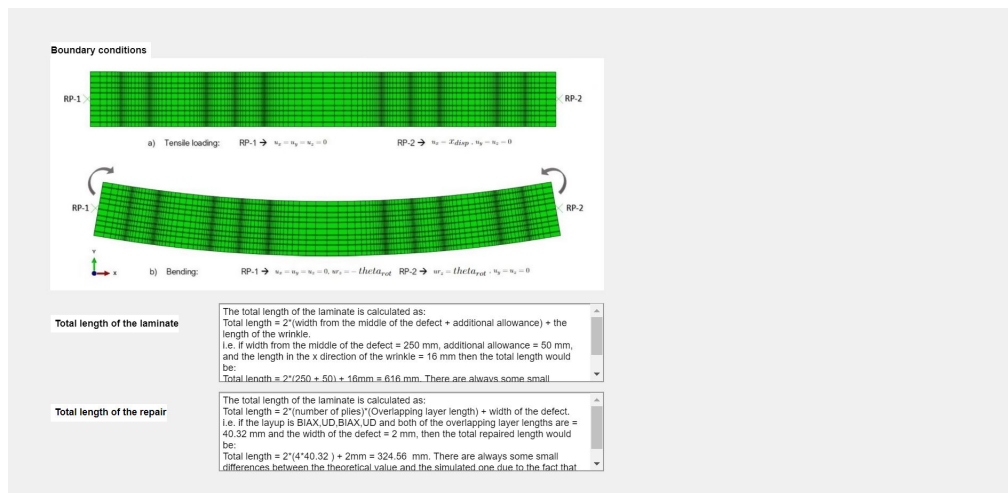 Boundary conditions
RP-1
RP-2
a) Tensile loading: RP-1 → uₓ = u_y = u_z = 0 RP-2 → uₓ = x_disp , u_y = u_z = 0
RP-1
RP-2
Y
X
b) Bending: RP-1 → uₓ = u_y = u_z = 0, ur_z = − theta_rot RP-2 → ur_z = theta_rot , u_y = u_z = 0
Total length of the laminate
The total length of the laminate is calculated as:
Total length = 2*(width from the middle of the defect + additional allowance) + the
length of the wrinkle.
i.e. if width from the middle of the defect = 250 mm, additional allowance = 50 mm,
and the length in the x direction of the wrinkle = 16 mm then the total length would
be:
Total length = 2*(250 + 50) + 16mm = 616 mm. There are always some small
Total length of the repair
The total length of the laminate is calculated as:
Total length = 2*(number of plies)*(Overlapping layer length) + width of the defect.
i.e. if the layup is BIAX,UD,BIAX,UD and both of the overlapping layer lengths are =
40.32 mm and the width of the defect = 2 mm, then the total repaired length would
be:
Total length = 2*(4*40.32 ) + 2mm = 324.56 mm. There are always some small
differences between the theoretical value and the simulated one due to the fact that